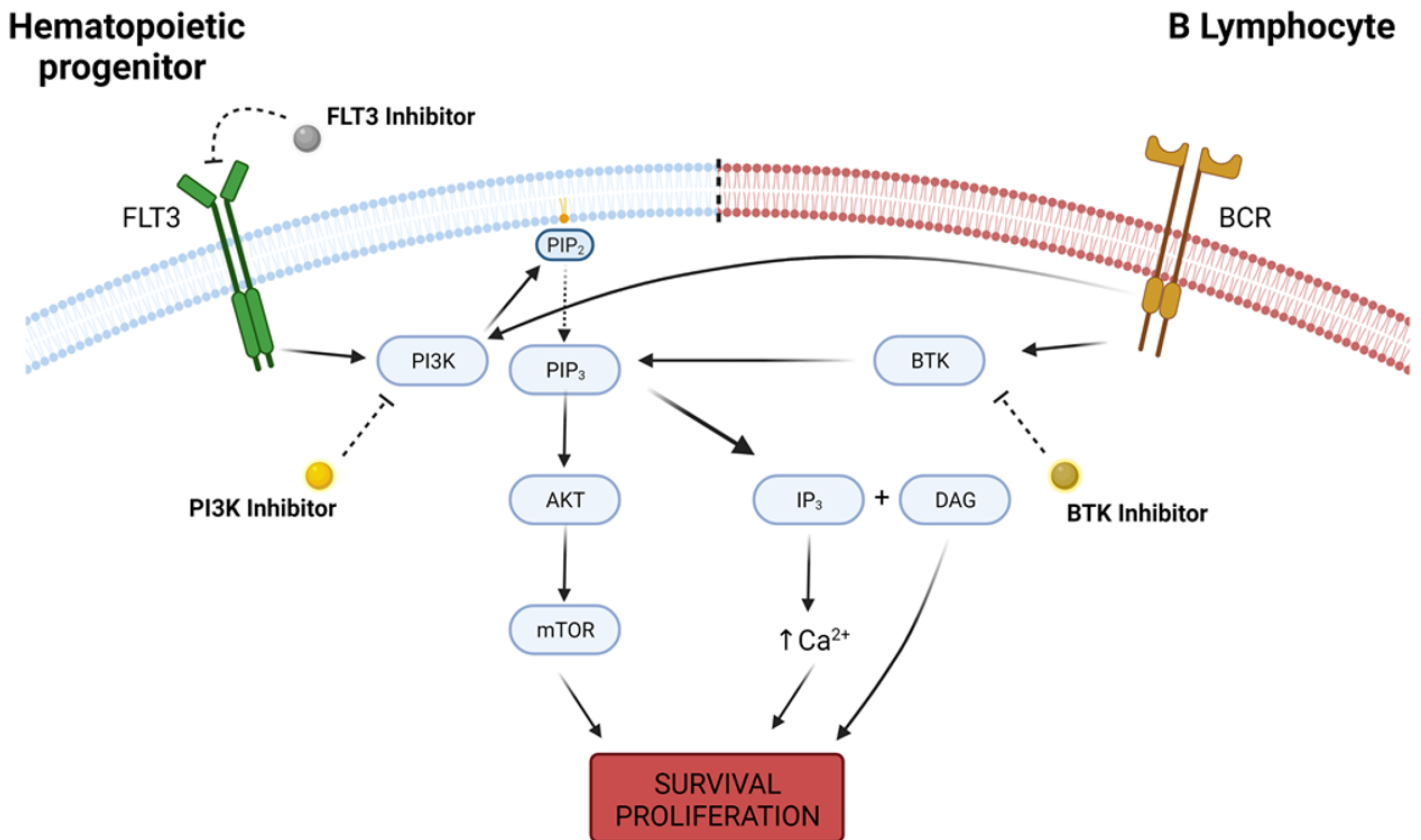 Hematopoietic
progenitor
B Lymphocyte
FLT3 Inhibitor
FLT3
BCR
PIP₂
PI3K
PIP₃
BTK
PI3K Inhibitor
AKT
IP₃
+
DAG
BTK Inhibitor
mTOR
↑Ca²⁺
SURVIVAL
PROLIFERATION